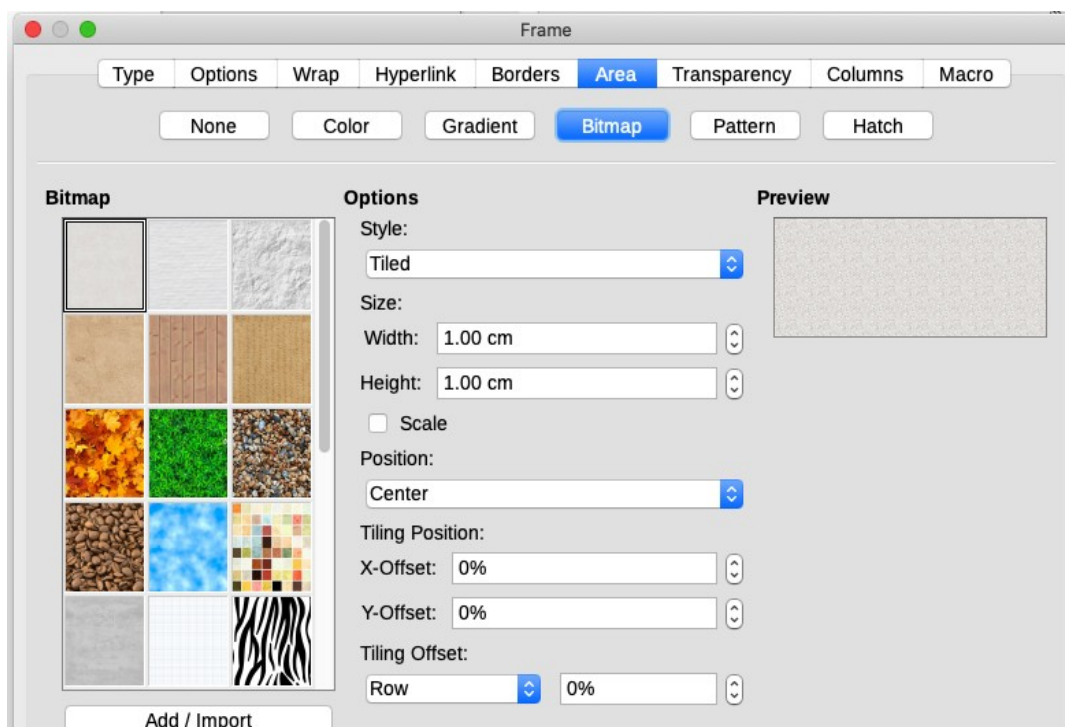 Frame
Type Options Wrap Hyperlink Borders Area Transparency Columns Macro
None Color Gradient Bitmap Pattern Hatch
Bitmap
Options
Preview
Style:
Tiled
Size:
Width: 1.00 cm
Height: 1.00 cm
Scale
Position:
Center
Tiling Position:
X-Offset: 0%
Y-Offset: 0%
Tiling Offset:
Row 0%
Add / Import